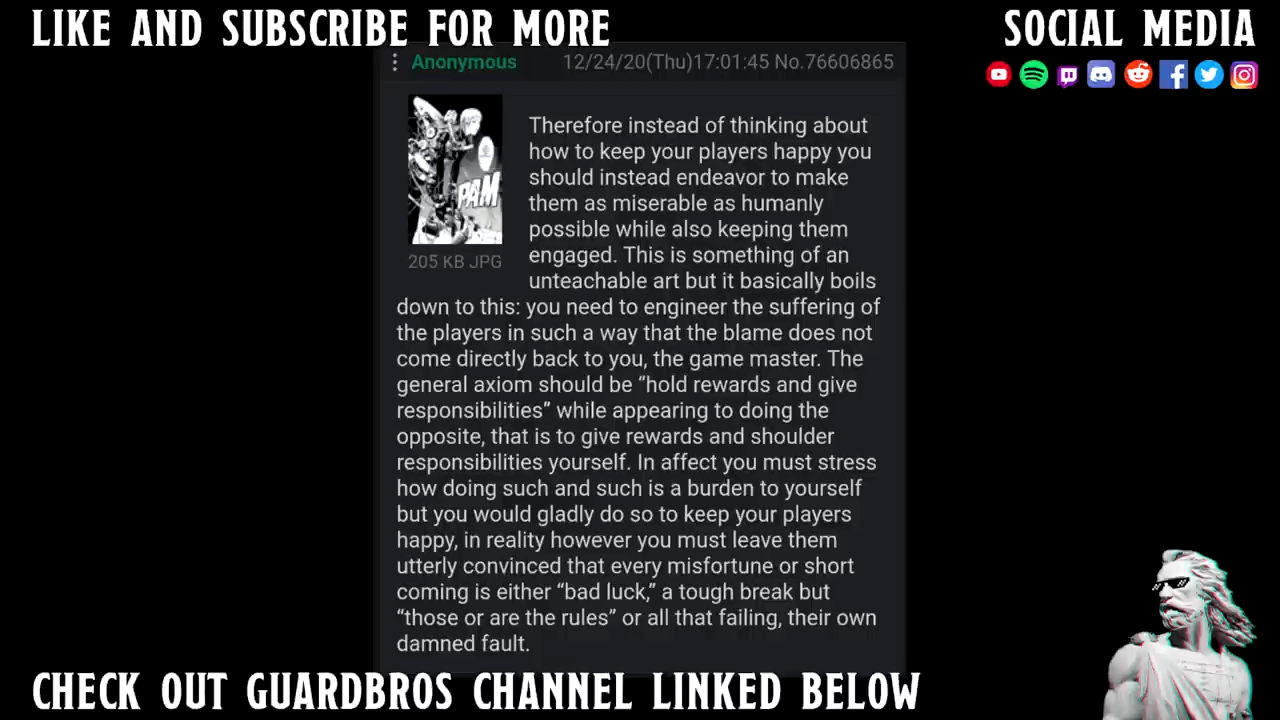 LIKE AND SUBSCRIBE FOR MORE
SOCIAL MEDIA
Anonymous 12/24/20(Thu)17:01:45 No.76606865
PAM
205 KB JPG
Therefore instead of thinking about
how to keep your players happy you
should instead endeavor to make
them as miserable as humanly
possible while also keeping them
engaged. This is something of an
unteachable art but it basically boils
down to this: you need to engineer the suffering of
the players in such a way that the blame does not
come directly back to you, the game master. The
general axiom should be “hold rewards and give
responsibilities” while appearing to doing the
opposite, that is to give rewards and shoulder
responsibilities yourself. In affect you must stress
how doing such and such is a burden to yourself
but you would gladly do so to keep your players
happy, in reality however you must leave them
utterly convinced that every misfortune or short
coming is either “bad luck,” a tough break but
“those or are the rules” or all that failing, their own
damned fault.
CHECK OUT GUARDBROS CHANNEL LINKED BELOW